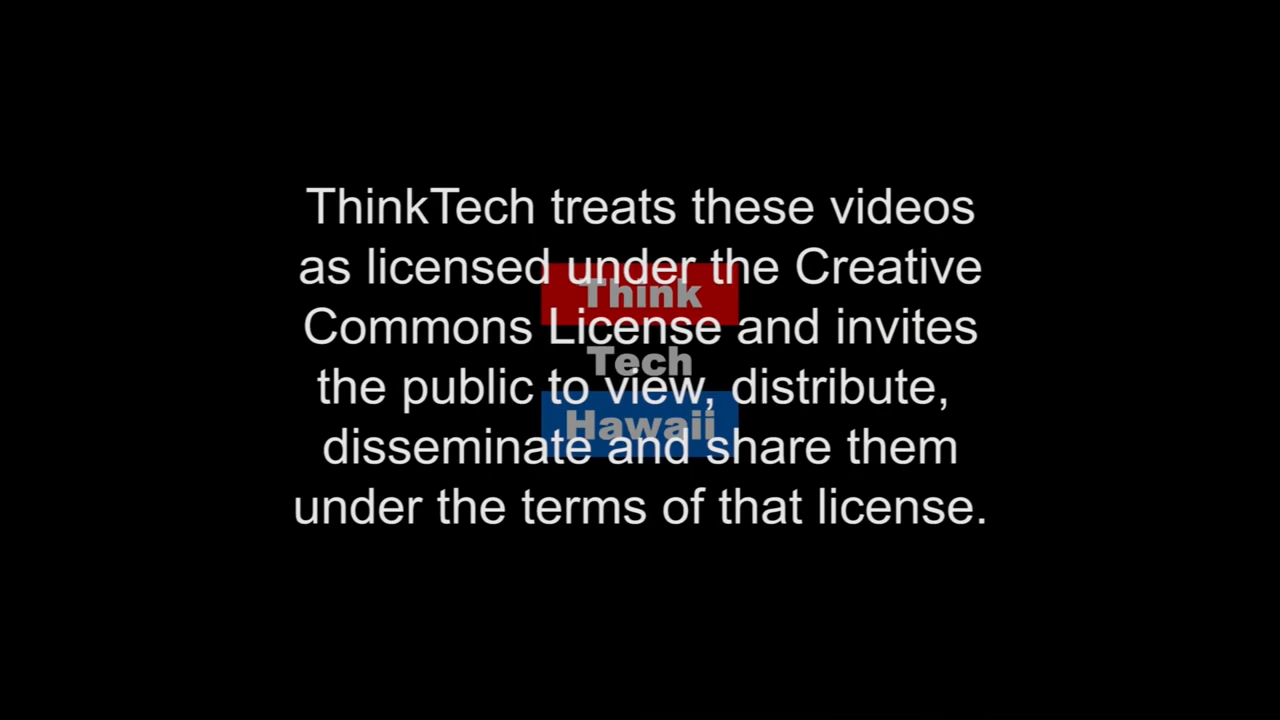 ThinkTech treats these videos
as licensed under the Creative
Commons License and invites
the public to view, distribute,
disseminate and share them
under the terms of that license.
Think
Tech
Hawaii